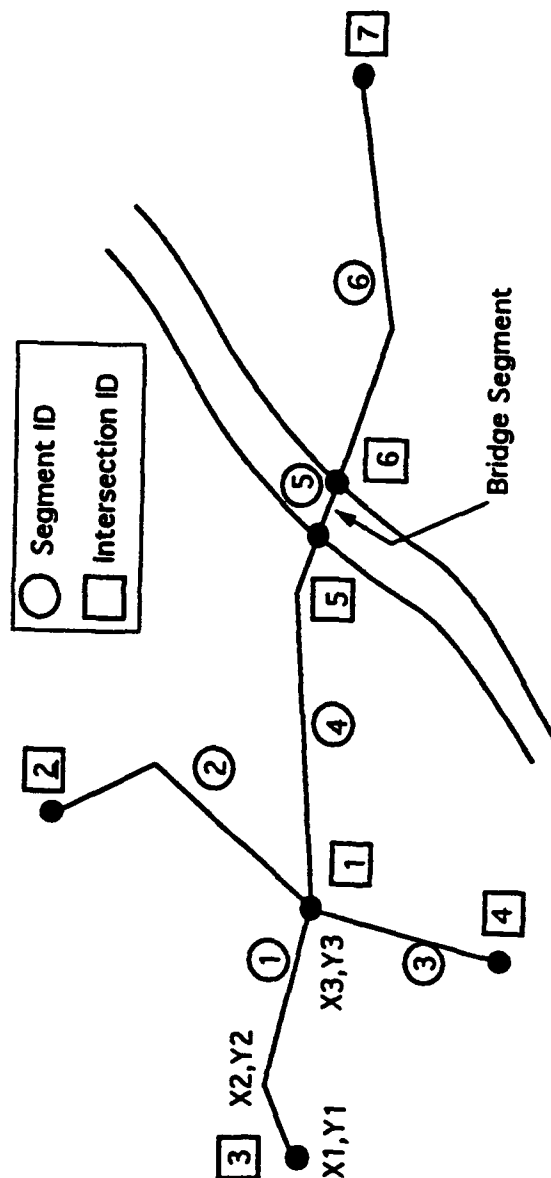 Segment ID
Intersection ID
2
7
2
3
X2,Y2
1
1
4
5
5
6
6
X1,Y1
X3,Y3
3
4
Bridge Segment